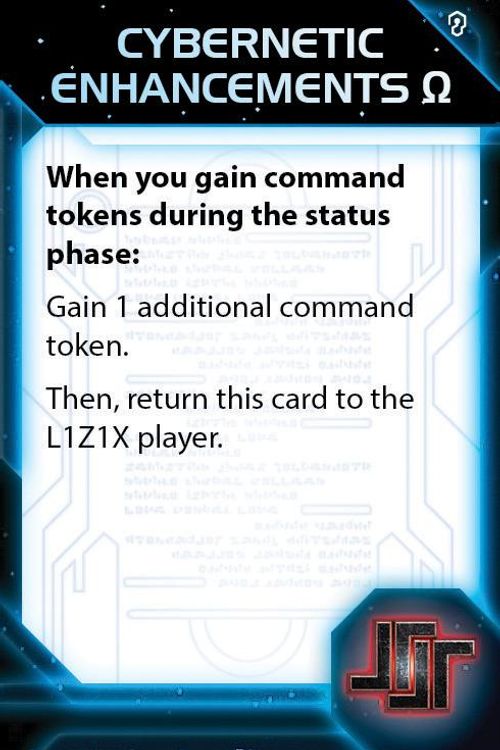 CYBERNETIC
ENHANCEMENTS Ω
When you gain command
tokens during the status
phase:
Gain 1 additional command
token.
Then, return this card to the
L1Z1X player.